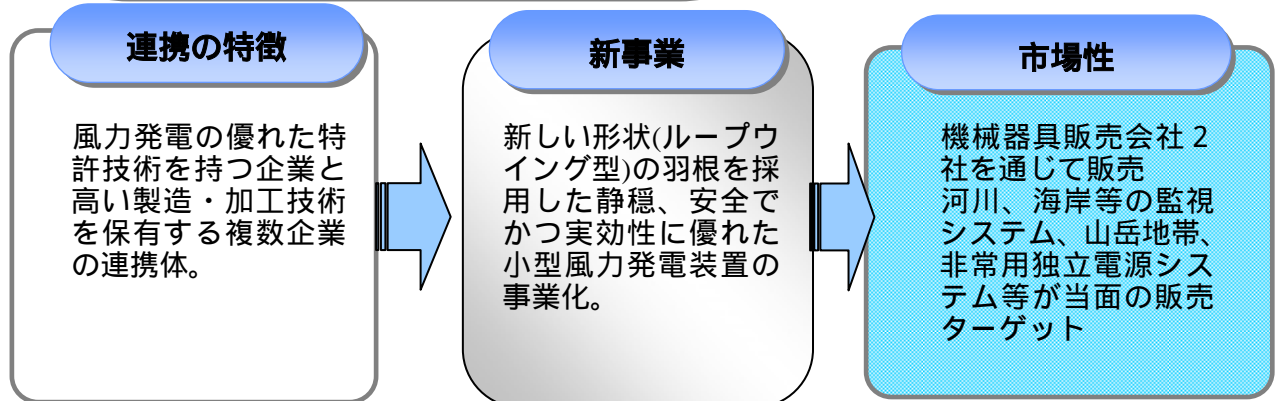 連携の特徴
風力発電の優れた特
許技術を持つ企業と
高い製造・加工技術
を保有する複数企業
の連携体。
新事業
新しい形状(ループウ
イング型)の羽根を採
用した静穏、安全で
かつ実効性に優れた
小型風力発電装置の
事業化。
市場性
機械器具販売会社２
社を通じて販売
河川、海岸等の監視
システム、山岳地帯、
非常用独立電源シス
テム等が当面の販売
ターゲット